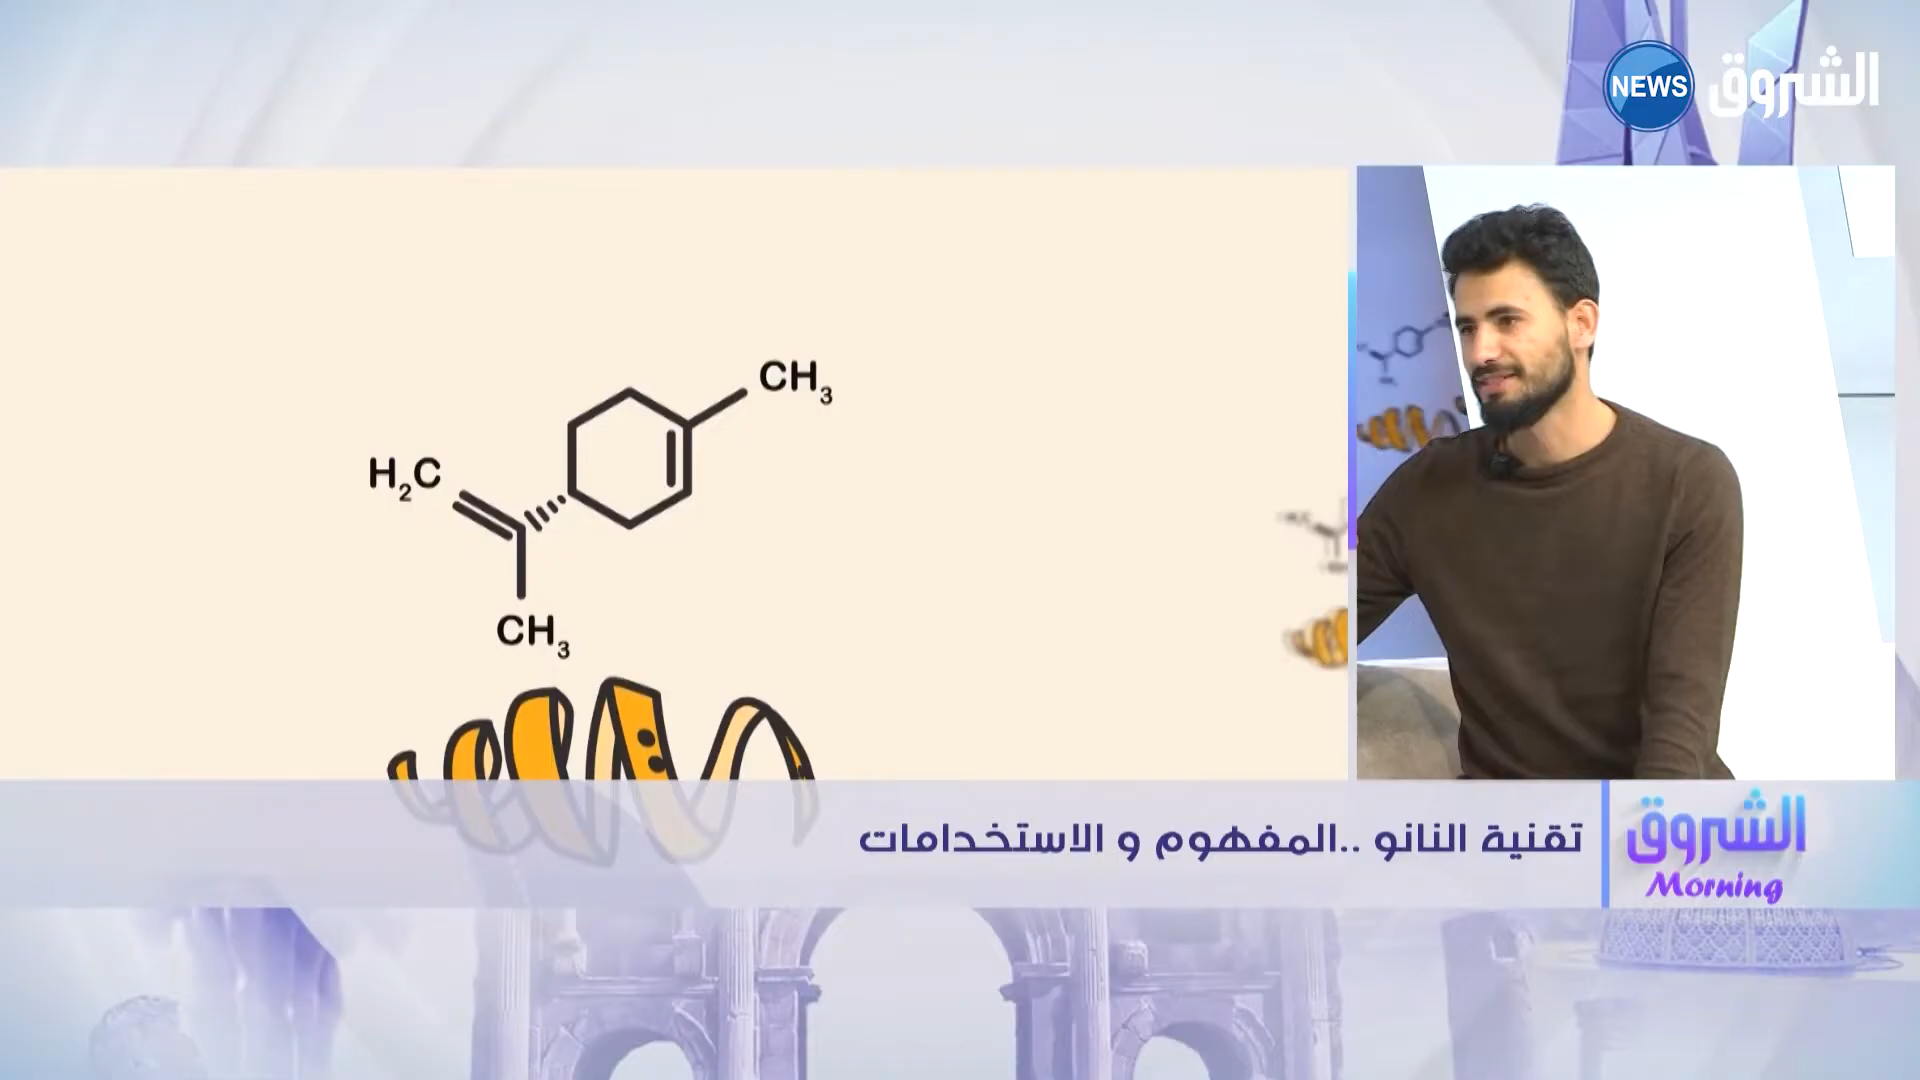 NEWS الشروق
CH3
H2C
CH3
تقنية النانو ..المفهوم و الاستخدامات
الشروق
Morning